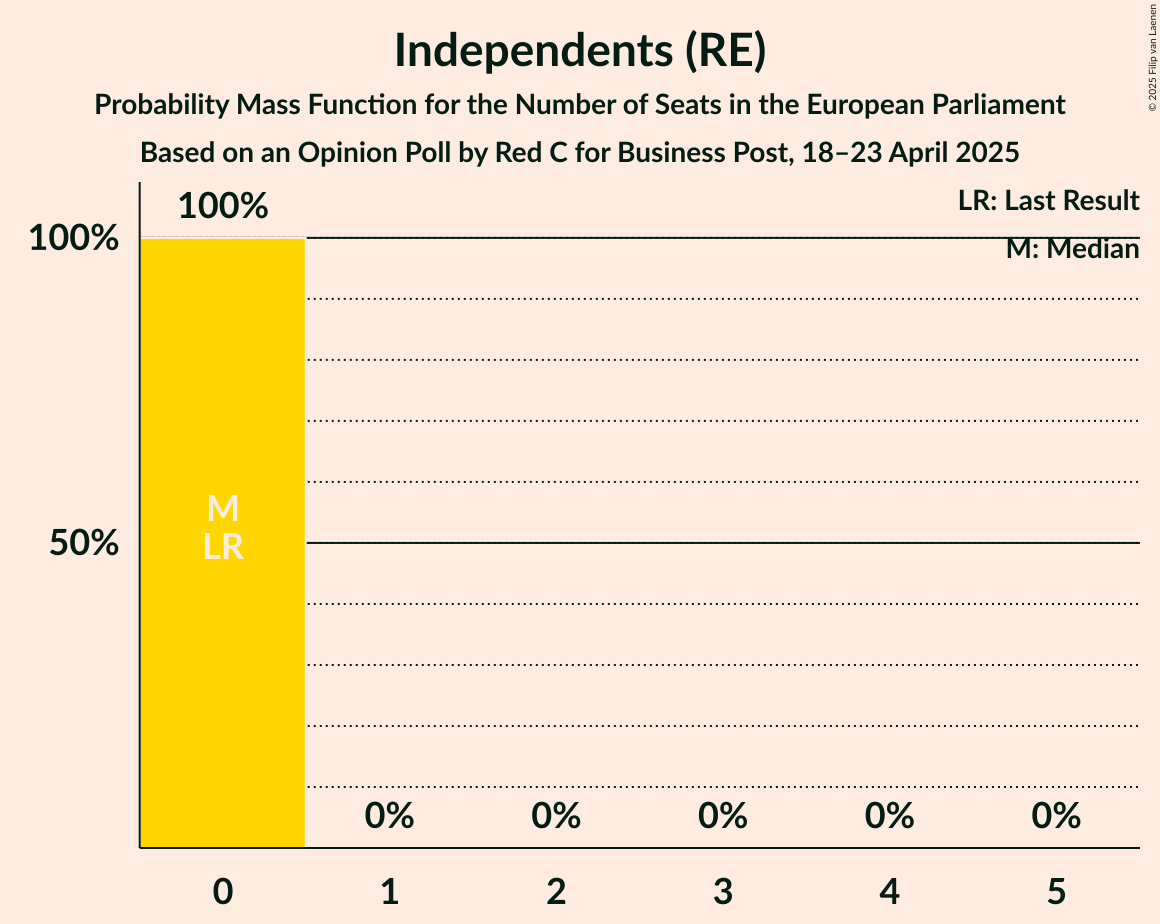 Independents (RE)
Probability Mass Function for the Number of Seats in the European Parliament
Based on an Opinion Poll by Red C for Business Post, 18–23 April 2025
© 2025 Filip van Laenen
LR: Last Result
M: Median
100%
100%
50%
M
LR
0% 0% 0% 0% 0%
0 1 2 3 4 5